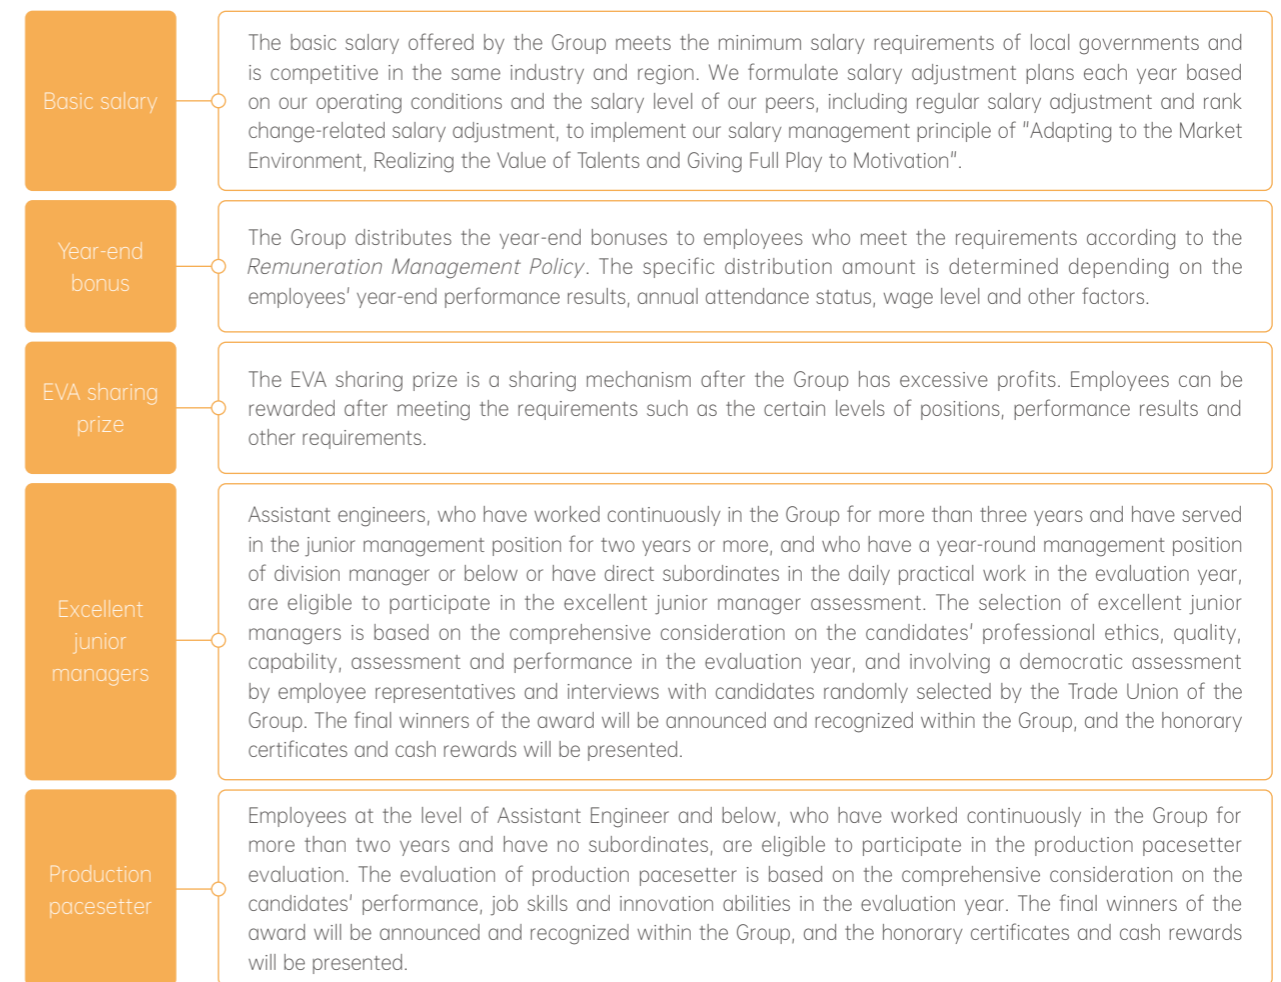 Basic salary
The basic salary offered by the Group meets the minimum salary requirements of local governments and
is competitive in the same industry and region. We formulate salary adjustment plans each year based
on our operating conditions and the salary level of our peers, including regular salary adjustment and rank
change-related salary adjustment, to implement our salary management principle of "Adapting to the Market
Environment, Realizing the Value of Talents and Giving Full Play to Motivation".
Year-end
bonus
The Group distributes the year-end bonuses to employees who meet the requirements according to the
Remuneration Management Policy. The specific distribution amount is determined depending on the
employees' year-end performance results, annual attendance status, wage level and other factors.
EVA sharing
prize
The EVA sharing prize is a sharing mechanism after the Group has excessive profits. Employees can be
rewarded after meeting the requirements such as the certain levels of positions, performance results and
other requirements.
Excellent
junior
managers
Assistant engineers, who have worked continuously in the Group for more than three years and have served
in the junior management position for two years or more, and who have a year-round management position
of division manager or below or have direct subordinates in the daily practical work in the evaluation year,
are eligible to participate in the excellent junior manager assessment. The selection of excellent junior
managers is based on the comprehensive consideration on the candidates' professional ethics, quality,
capability, assessment and performance in the evaluation year, and involving a democratic assessment
by employee representatives and interviews with candidates randomly selected by the Trade Union of the
Group. The final winners of the award will be announced and recognized within the Group, and the honorary
certificates and cash rewards will be presented.
Production
pacesetter
Employees at the level of Assistant Engineer and below, who have worked continuously in the Group for
more than two years and have no subordinates, are eligible to participate in the production pacesetter
evaluation. The evaluation of production pacesetter is based on the comprehensive consideration on the
candidates' performance, job skills and innovation abilities in the evaluation year. The final winners of the
award will be announced and recognized within the Group, and the honorary certificates and cash rewards
will be presented.